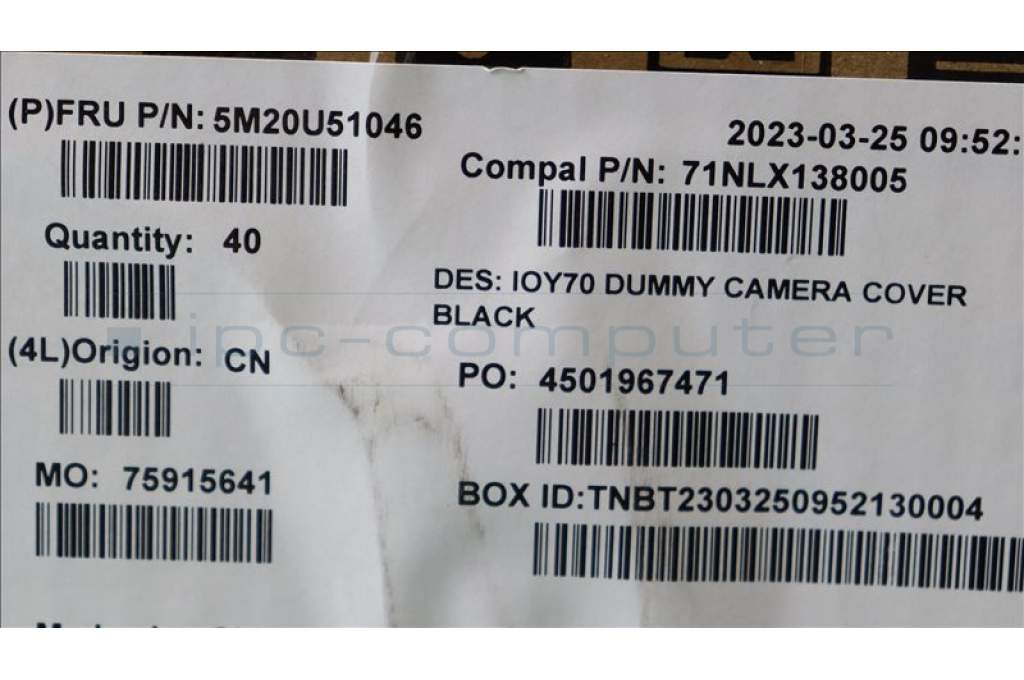 (P)FRU P/N: 5M20U51046
2023-03-25 09:52:
Compal P/N: 71NLX138005
Quantity: 40
DES: IOY70 DUMMY CAMERA COVER
BLACK
ipc-computer
(4L)Origion: CN
PO: 4501967471
MO: 75915641
BOX ID:TNBT2303250952130004